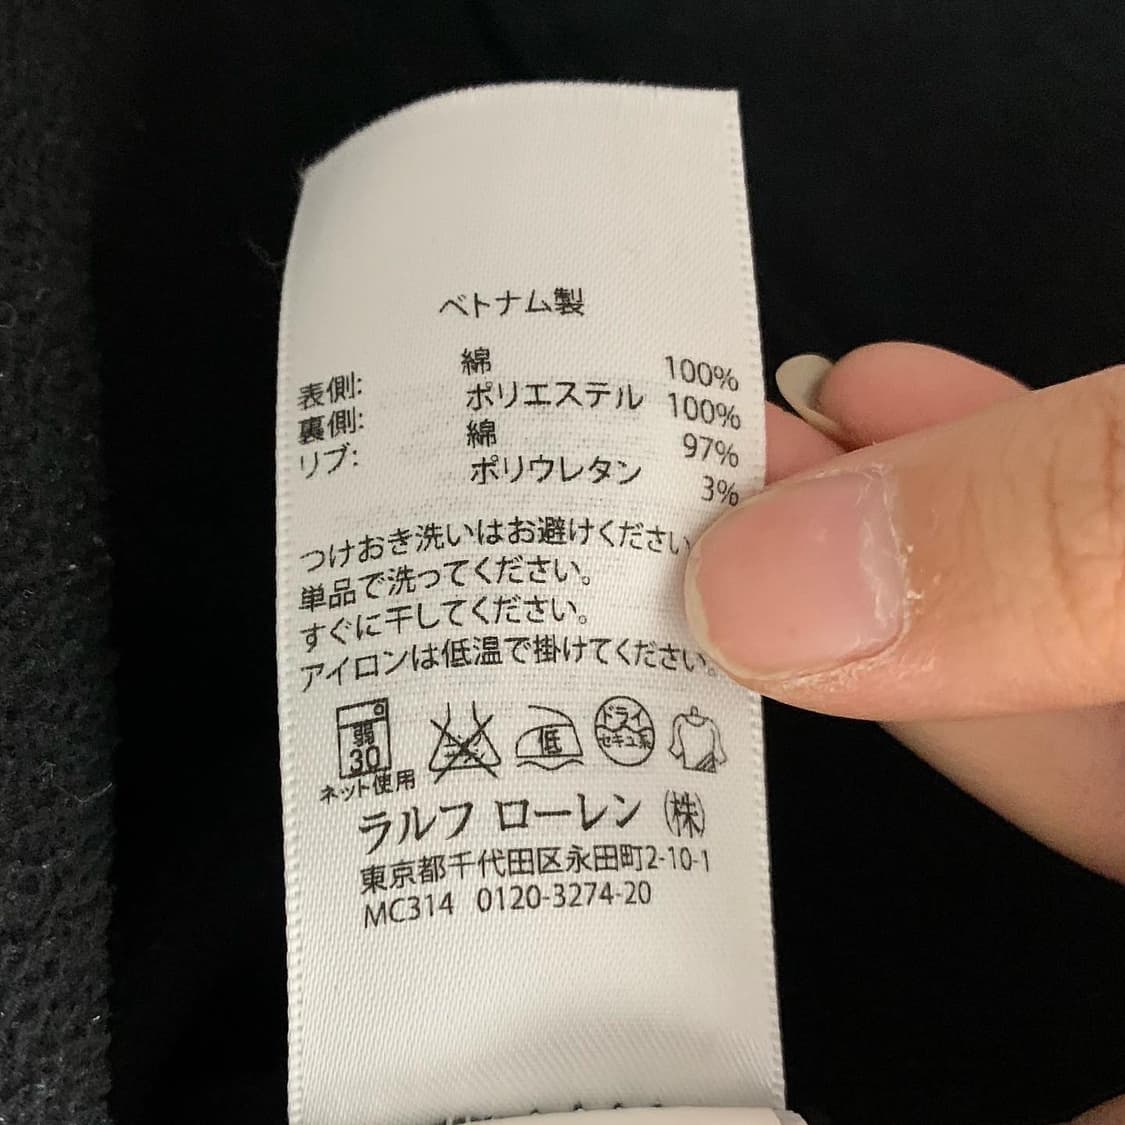 ベトナム製
表側: 綿 100%
裏側: ポリエステル 100%
リブ: 綿 97%
ポリウレタン 3%
つけおき洗いはお避けください
単品で洗ってください。
すぐに干してください。
アイロンは低温で掛けてください。
弱 30 低 ドライ セキユ系
ネット使用
ラルフ ローレン (株)
東京都千代田区永田町2-10-1
MC314 0120-3274-20